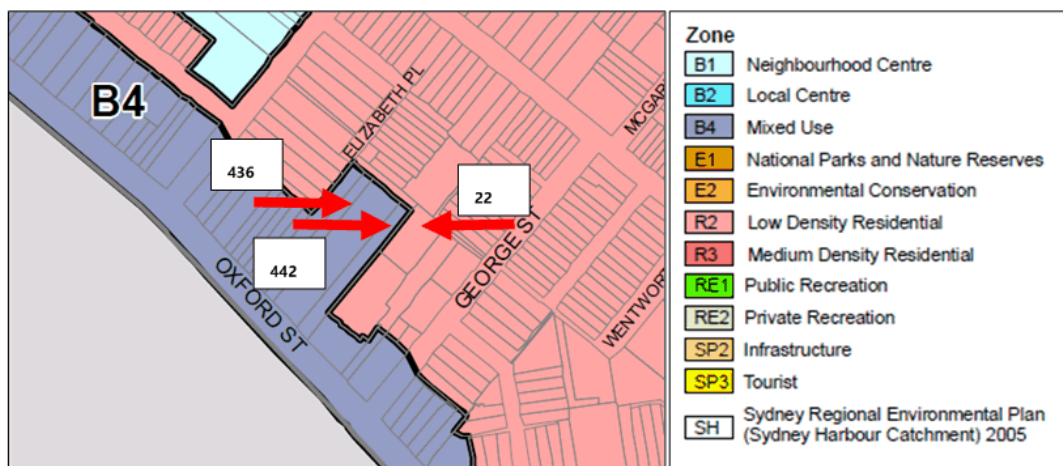 B4
ELIZABETH PL
436
22
442
OXFORD ST
GEORGE ST
MCGAR
WENTWORT
Zone
B1 Neighbourhood Centre
B2 Local Centre
B4 Mixed Use
E1 National Parks and Nature Reserves
E2 Environmental Conservation
R2 Low Density Residential
R3 Medium Density Residential
RE1 Public Recreation
RE2 Private Recreation
SP2 Infrastructure
SP3 Tourist
SH Sydney Regional Environmental Plan
(Sydney Harbour Catchment) 2005